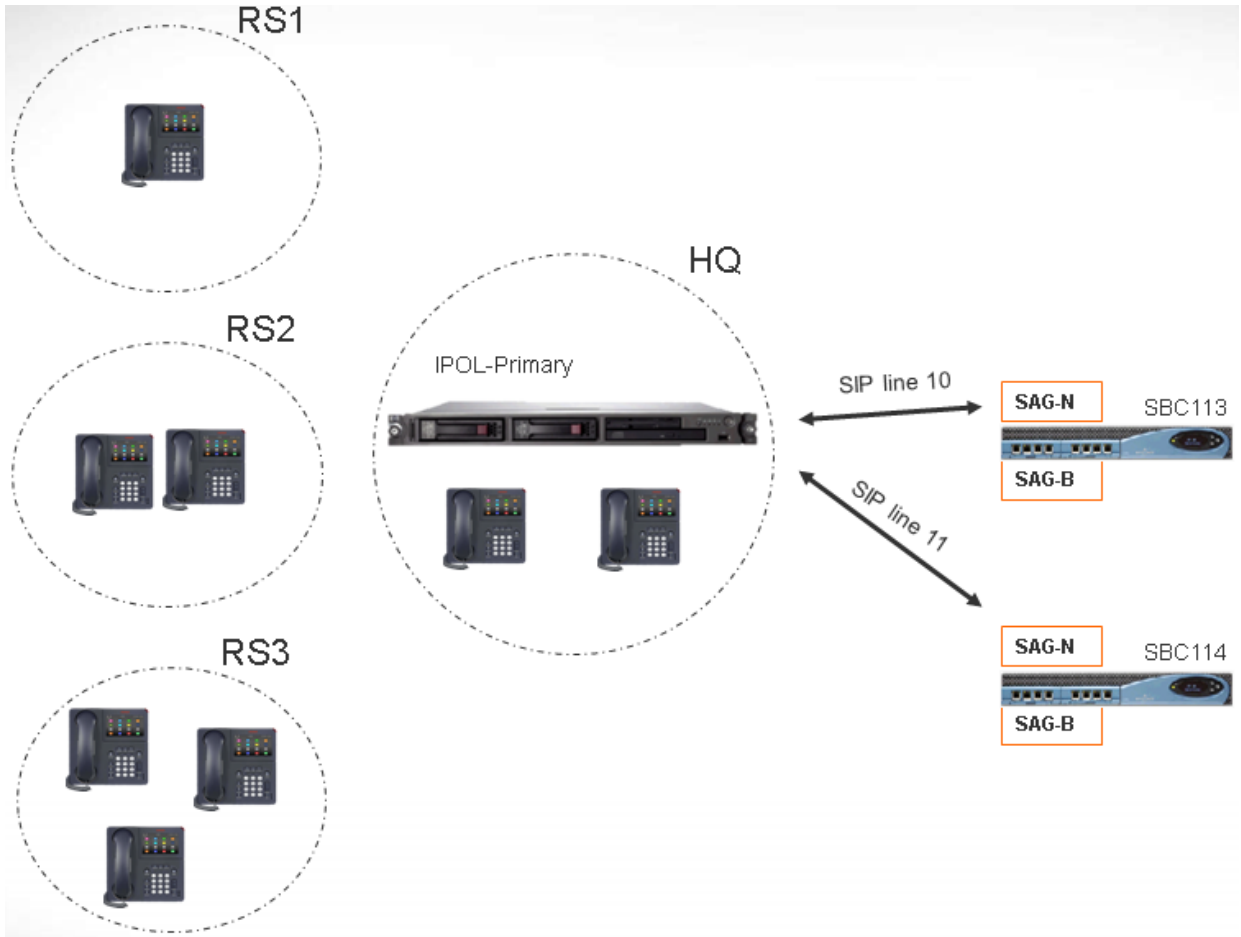 RS1
RS2
RS3
HQ
IPOL-Primary
SIP line 10
SIP line 11
SAG-N
SBC113
SAG-B
SAG-N
SBC114
SAG-B